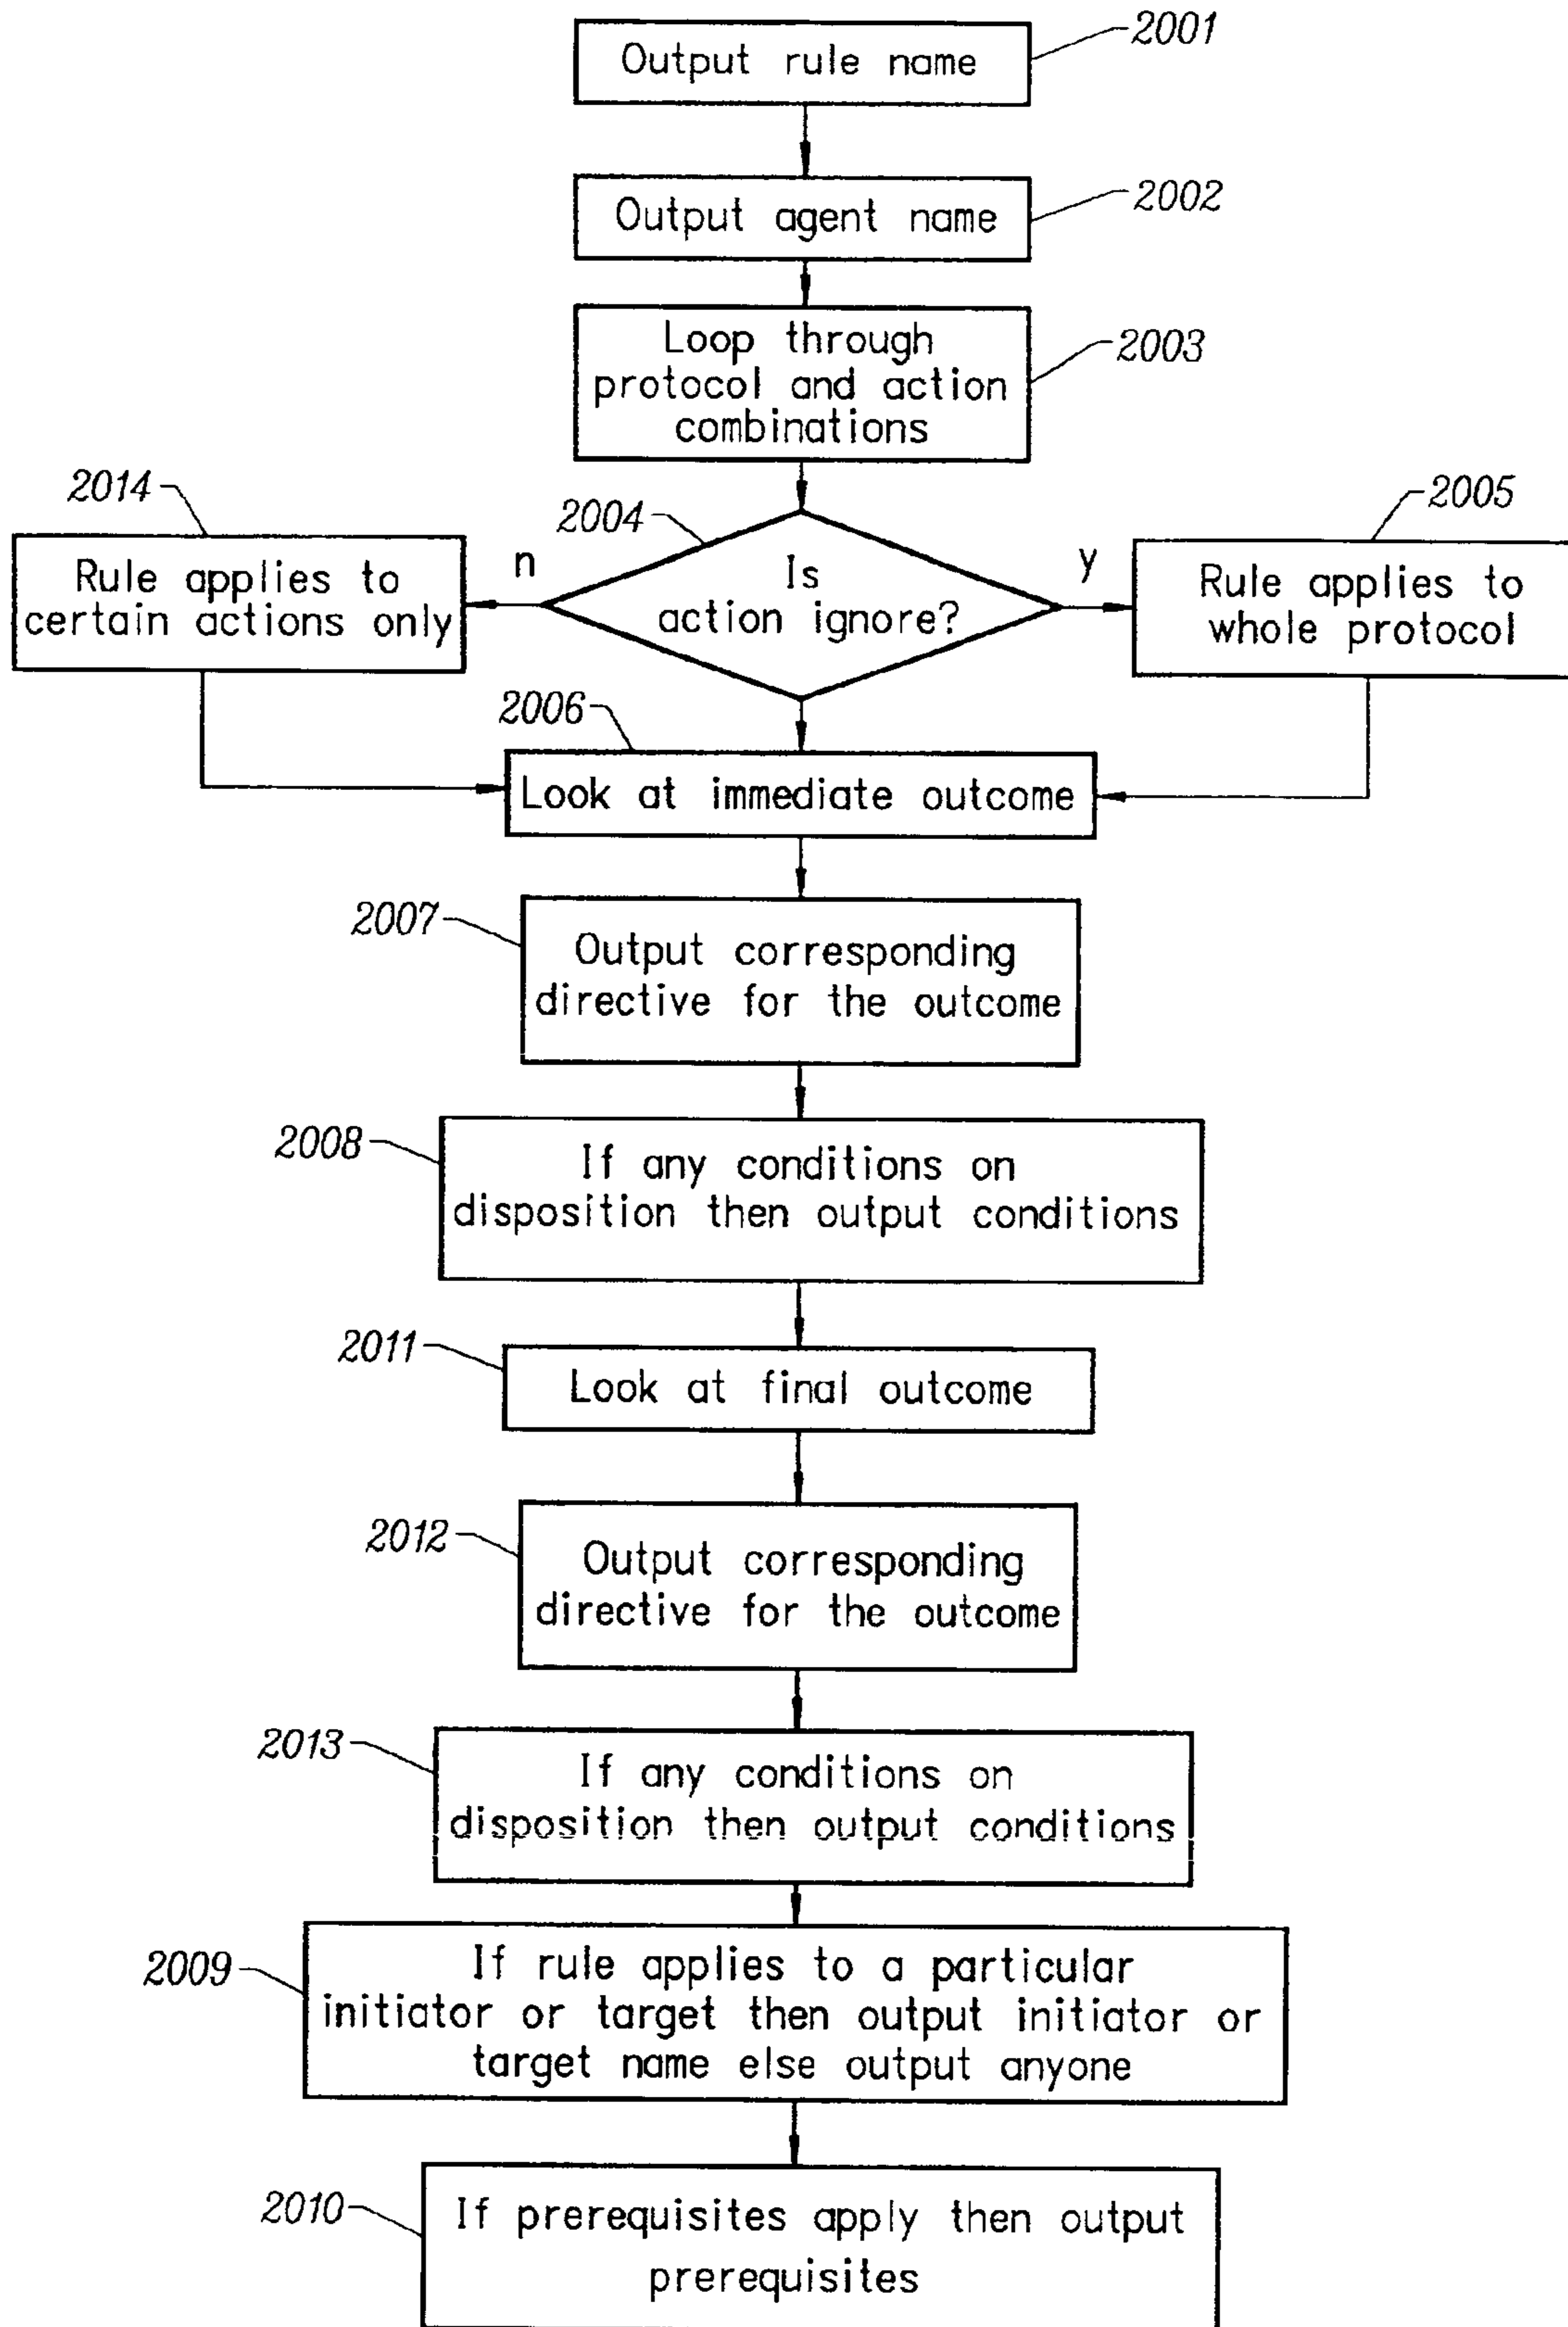 Output rule name
2001
Output agent name
2002
Loop through
protocol and action
combinations
2003
2014
2004
2005
n
y
Is
action ignore?
Rule applies to
certain actions only
Rule applies to
whole protocol
2006
Look at immediate outcome
2007
Output corresponding
directive for the outcome
2008
If any conditions on
disposition then output conditions
2011
Look at final outcome
2012
Output corresponding
directive for the outcome
2013
If any conditions on
disposition then output conditions
2009
If rule applies to a particular
initiator or target then output initiator or
target name else output anyone
2010
If prerequisites apply then output
prerequisites